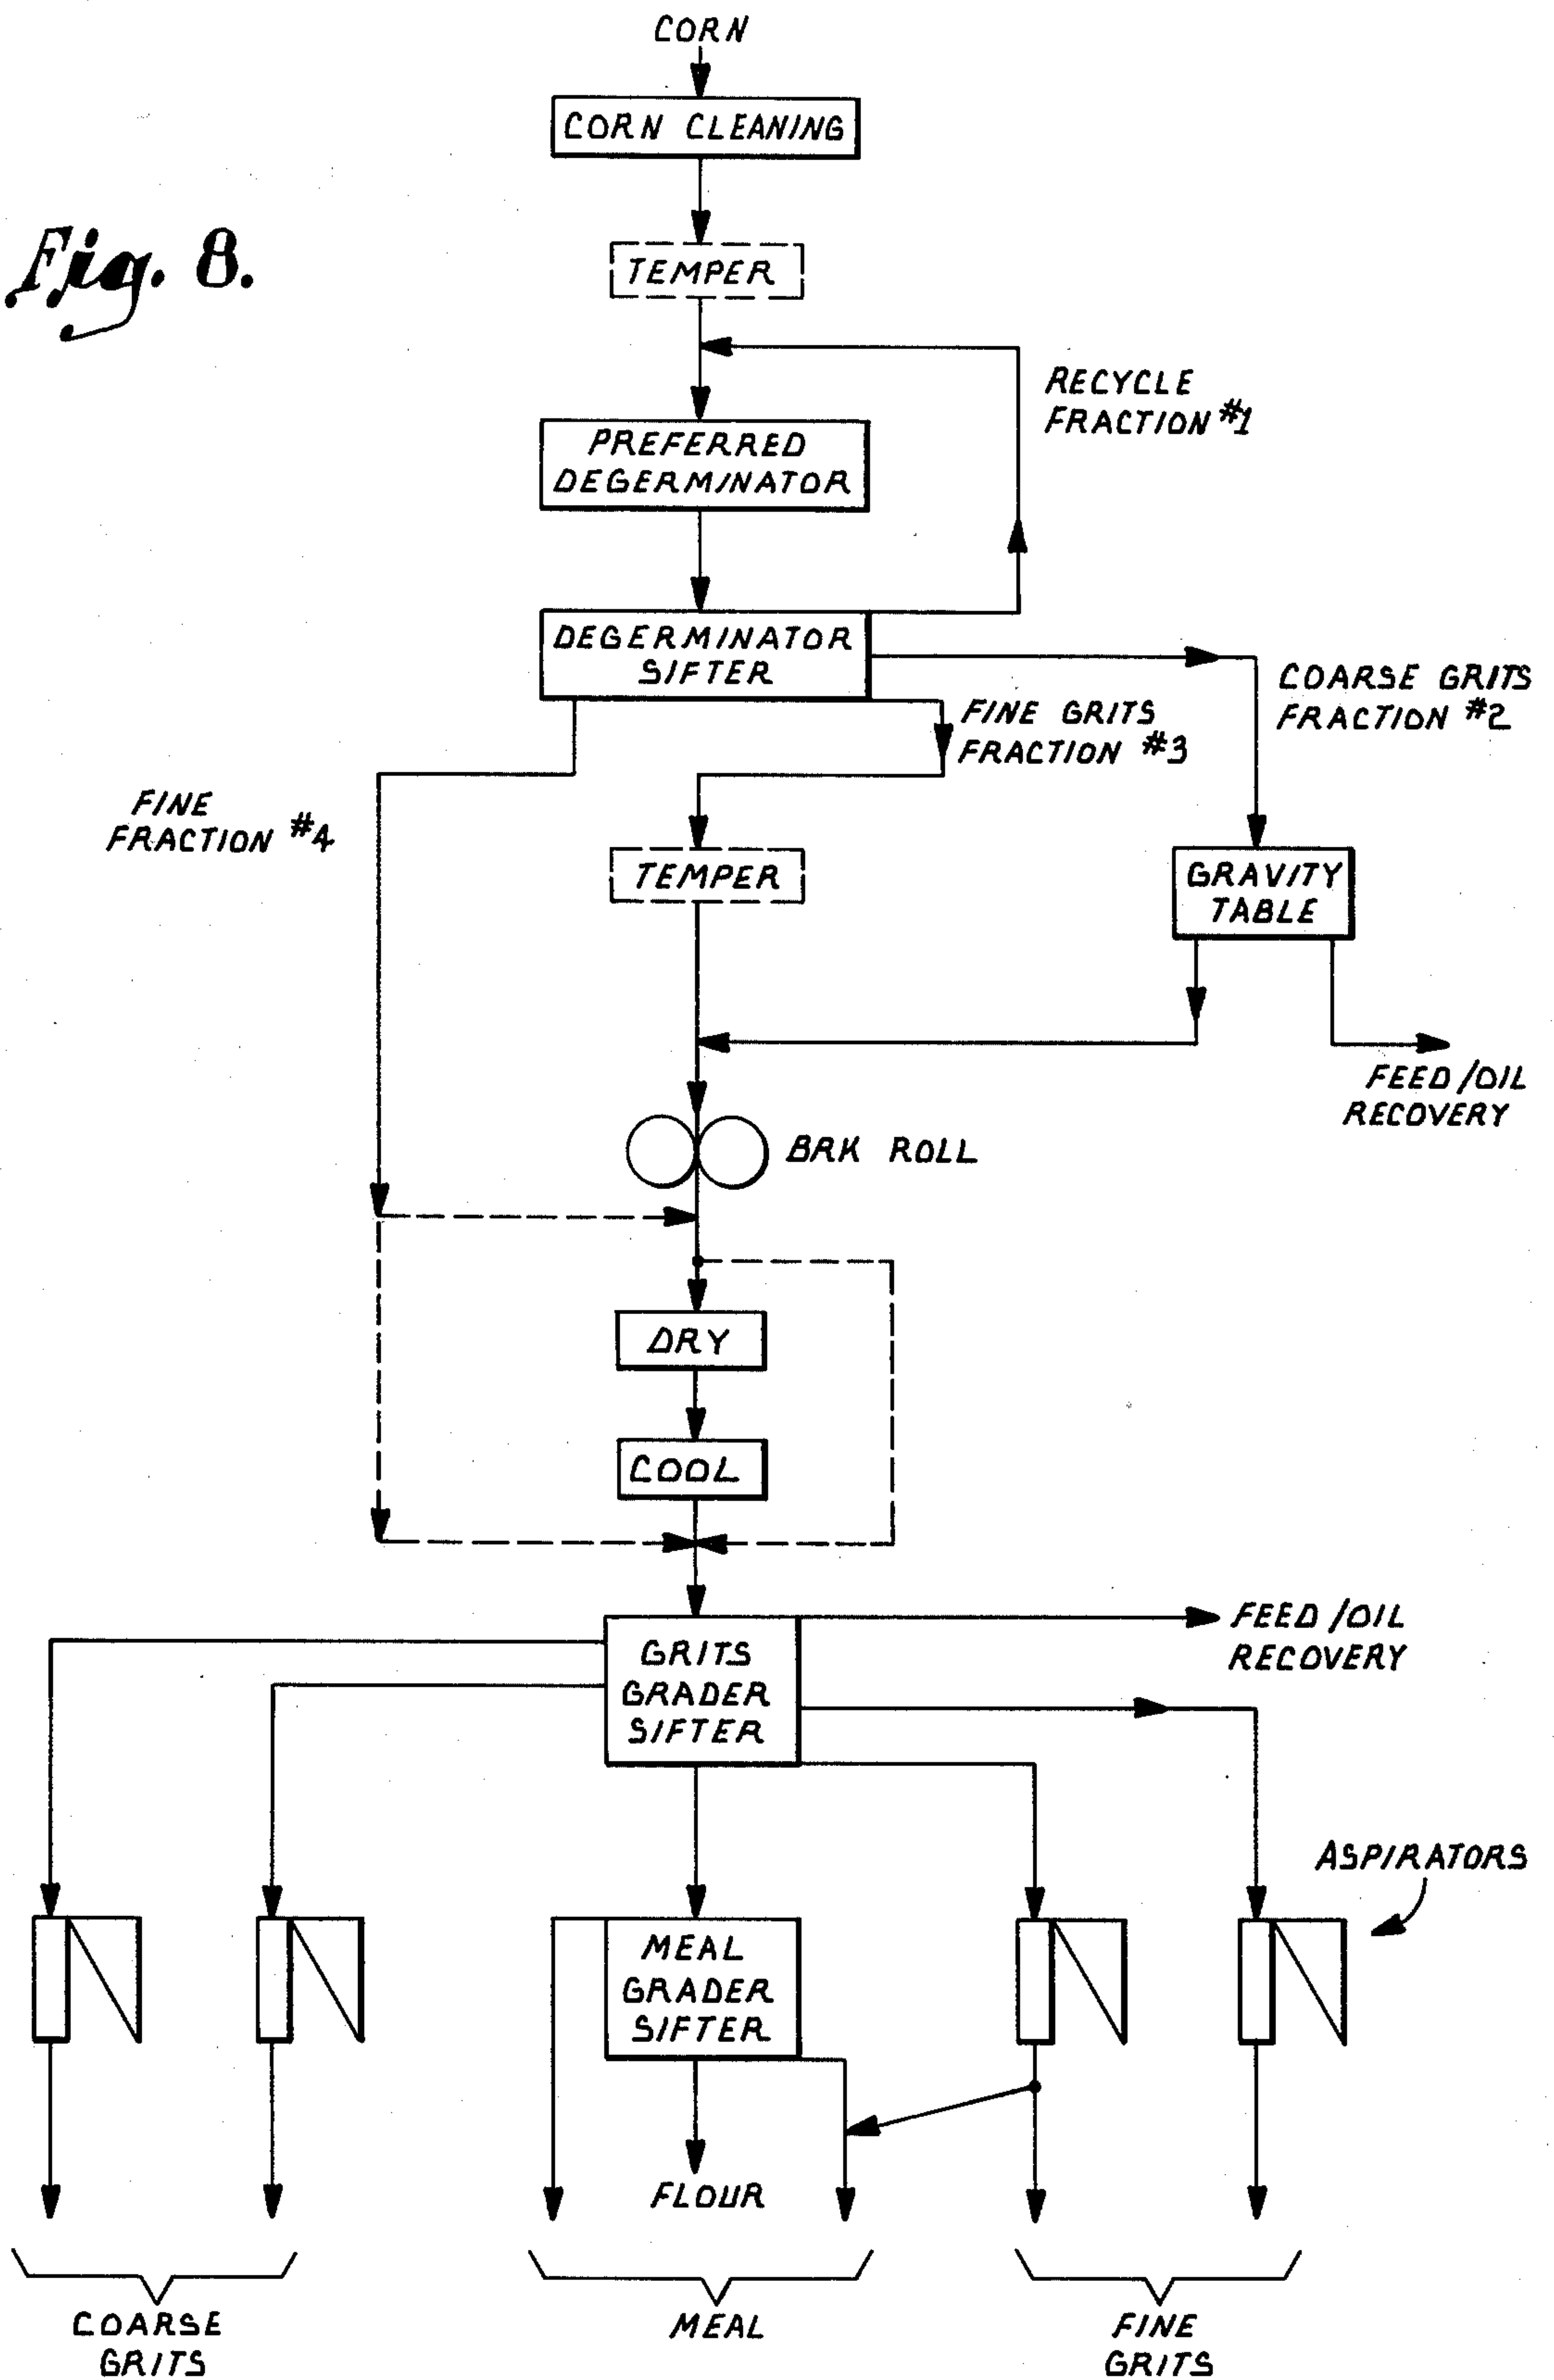 CORN
CORN CLEANING
Fig. 8.
TEMPER
RECYCLE
FRACTION #1
PREFERRED
DEGERMINATOR
DEGERMINATOR
SIFTER
COARSE GRITS
FRACTION #2
FINE GRITS
FRACTION #3
FINE
FRACTION #4
TEMPER
GRAVITY
TABLE
FEED/OIL
RECOVERY
BRK ROLL
DRY
COOL
FEED/OIL
RECOVERY
GRITS
GRADER
SIFTER
ASPIRATORS
MEAL
GRADER
SIFTER
FLOUR
COARSE
GRITS
MEAL
FINE
GRITS